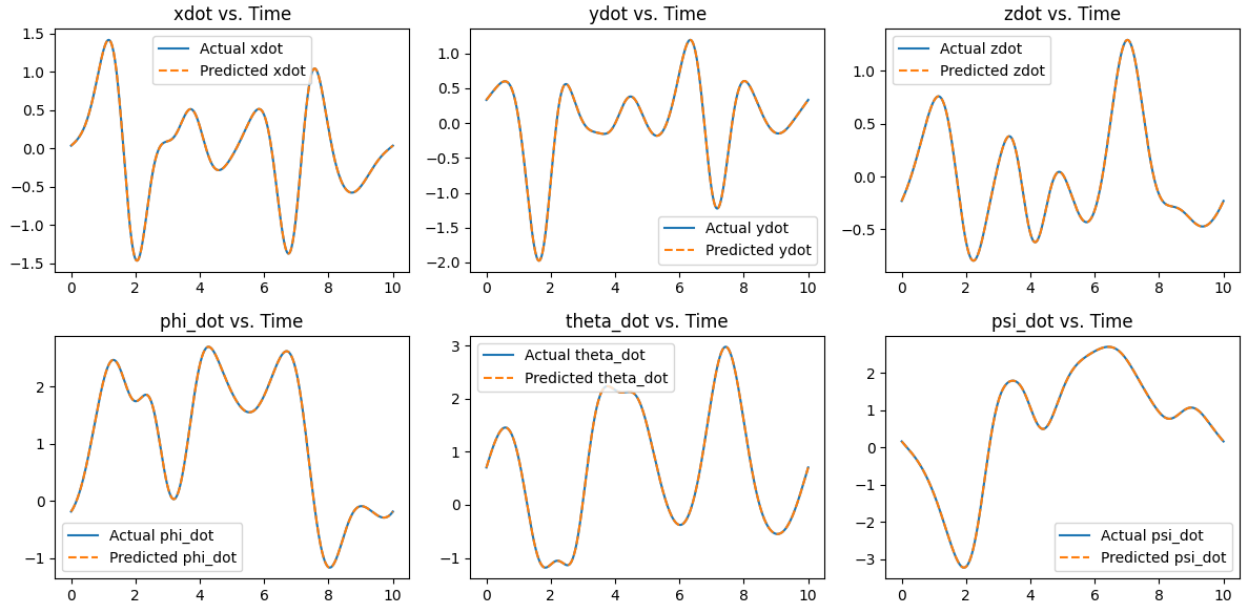 xdot vs. Time
1.5
1.0
0.5
0.0
−0.5
−1.0
−1.5
Actual xdot
Predicted xdot
0 2 4 6 8 10
ydot vs. Time
1.0
0.5
0.0
−0.5
−1.0
−1.5
−2.0
Actual ydot
Predicted ydot
0 2 4 6 8 10
zdot vs. Time
1.0
0.5
0.0
−0.5
Actual zdot
Predicted zdot
0 2 4 6 8 10
phi_dot vs. Time
2
1
0
−1
Actual phi_dot
Predicted phi_dot
0 2 4 6 8 10
theta_dot vs. Time
3
2
1
0
−1
Actual theta_dot
Predicted theta_dot
0 2 4 6 8 10
psi_dot vs. Time
2
1
0
−1
−2
−3
Actual psi_dot
Predicted psi_dot
0 2 4 6 8 10